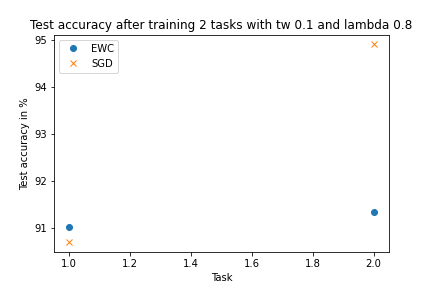 Test accuracy after training 2 tasks with tw 0.1 and lambda 0.8
EWC
SGD
Test accuracy in %
95
94
93
92
91
1.0 1.2 1.4 1.6 1.8 2.0
Task